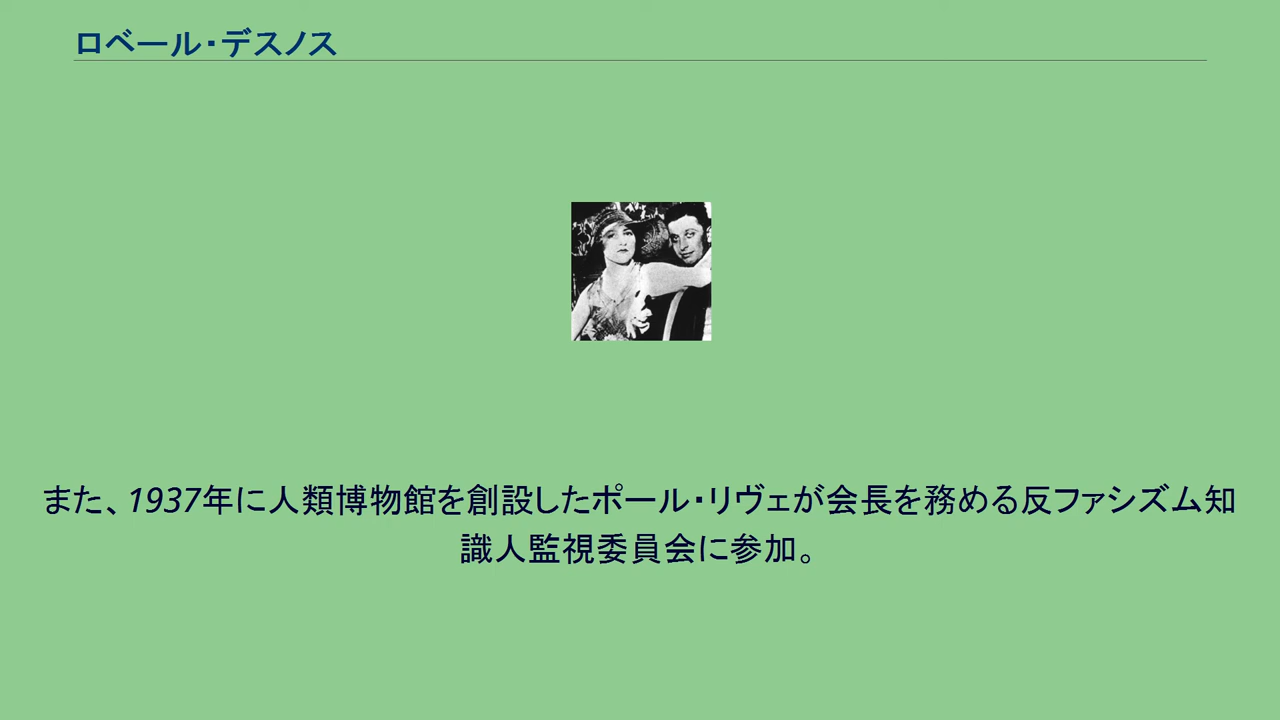 ロベール・デスノス
また、1937年に人類博物館を創設したポール・リヴェが会長を務める反ファシズム知
識人監視委員会に参加。